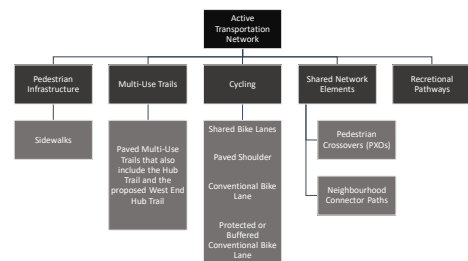 Active
Transportation
Network
Pedestrian
Infrastructure
Multi-Use Trails
Cycling
Shared Network
Elements
Recretional
Pathways
Sidewalks
Paved Multi-Use
Trails that also
include the Hub
Trail and the
proposed West End
Hub Trail
Shared Bike Lanes
Paved Shoulder
Conventional Bike
Lane
Protected or
Buffered
Conventional Bike
Lane
Pedestrian
Crossovers (PXOs)
Neighbourhood
Connector Paths